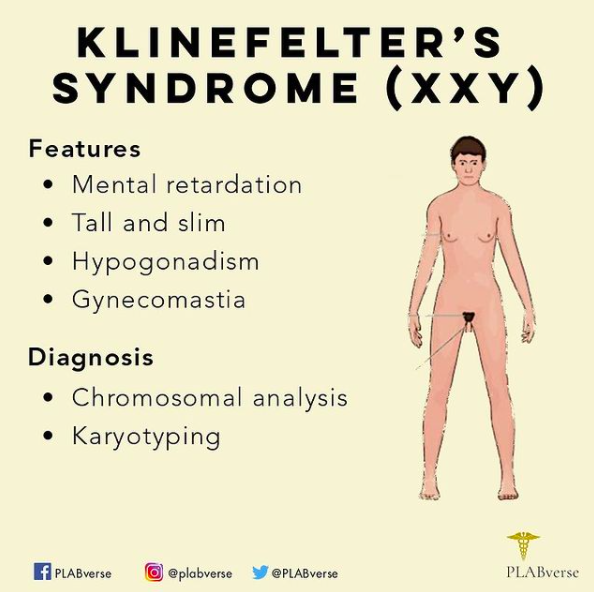 KLINEFELTER'S
SYNDROME (XXY)
Features
• Mental retardation
• Tall and slim
• Hypogonadism
• Gynecomastia
Diagnosis
• Chromosomal analysis
• Karyotyping
PLABverse @plabverse @PLABverse
PLABverse